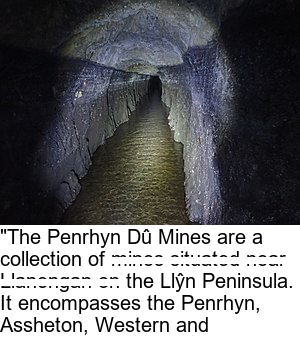 "The Penrhyn Dû Mines are a
collection of mines situated near
on the Llŷn Peninsula.
It encompasses the Penrhyn,
Assheton, Western and